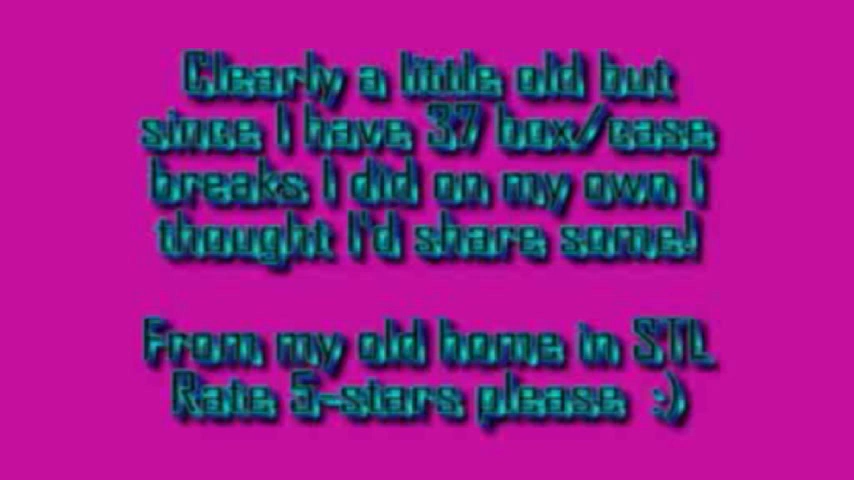 Clearly a little old but
since I have 37 box/case
breaks I did on my own I
thought I'd share some!
From my old home in STL
Rate 5-stars please :)